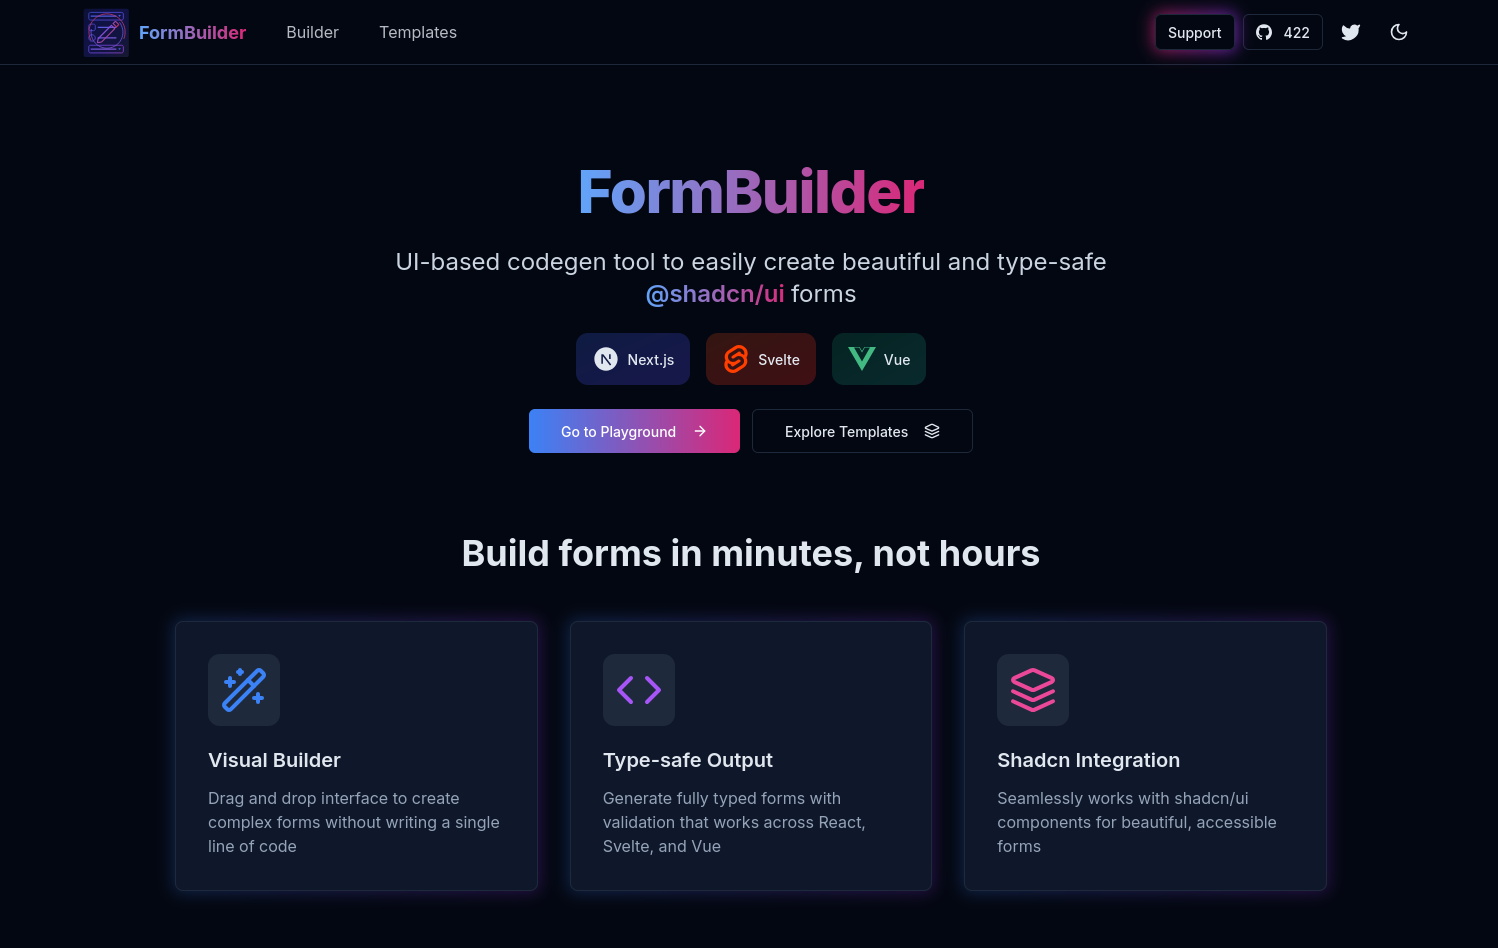 FormBuilder
Builder
Templates
Support
422
FormBuilder
UI-based codegen tool to easily create beautiful and type-safe
@shadcn/ui forms
Next.js
Svelte
Vue
Go to Playground
Explore Templates
Build forms in minutes, not hours
Visual Builder
Drag and drop interface to create
complex forms without writing a single
line of code
Type-safe Output
Generate fully typed forms with
validation that works across React,
Svelte, and Vue
Shadcn Integration
Seamlessly works with shadcn/ui
components for beautiful, accessible
forms